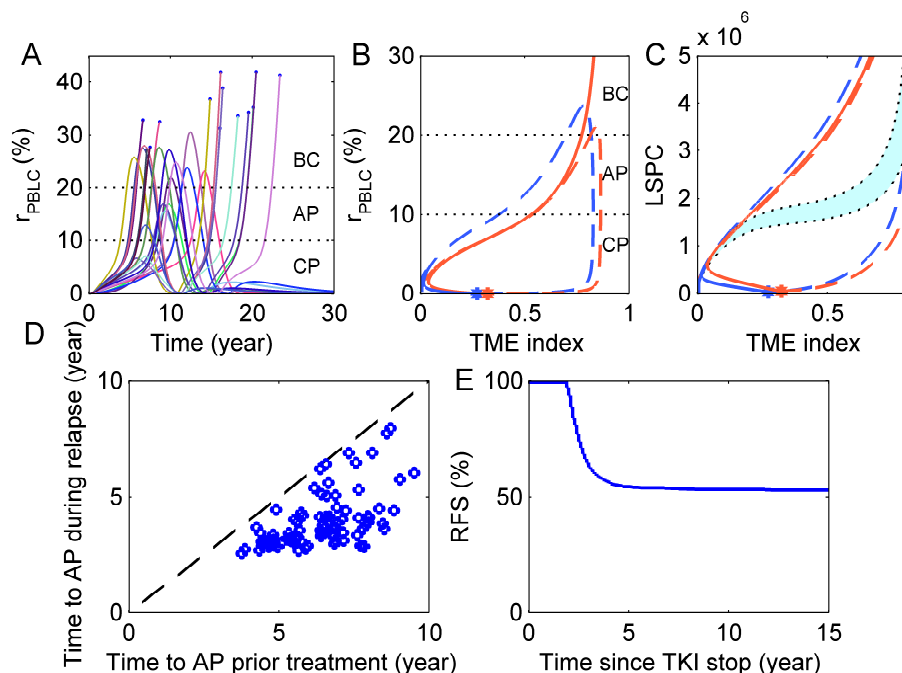 A
r_PBLC (%)
40
30
20
10
0
BC
AP
CP
0 10 20 30
Time (year)
B
r_PBLC (%)
30
20
10
0
BC
AP
CP
0 0.5 1
TME index
C
x 10^6
LSPC
5
4
3
2
1
0
0 0.5
TME index
D
Time to AP during relapse (year)
10
5
0
0 5 10
Time to AP prior treatment (year)
E
RFS (%)
100
50
0
0 5 10 15
Time since TKI stop (year)